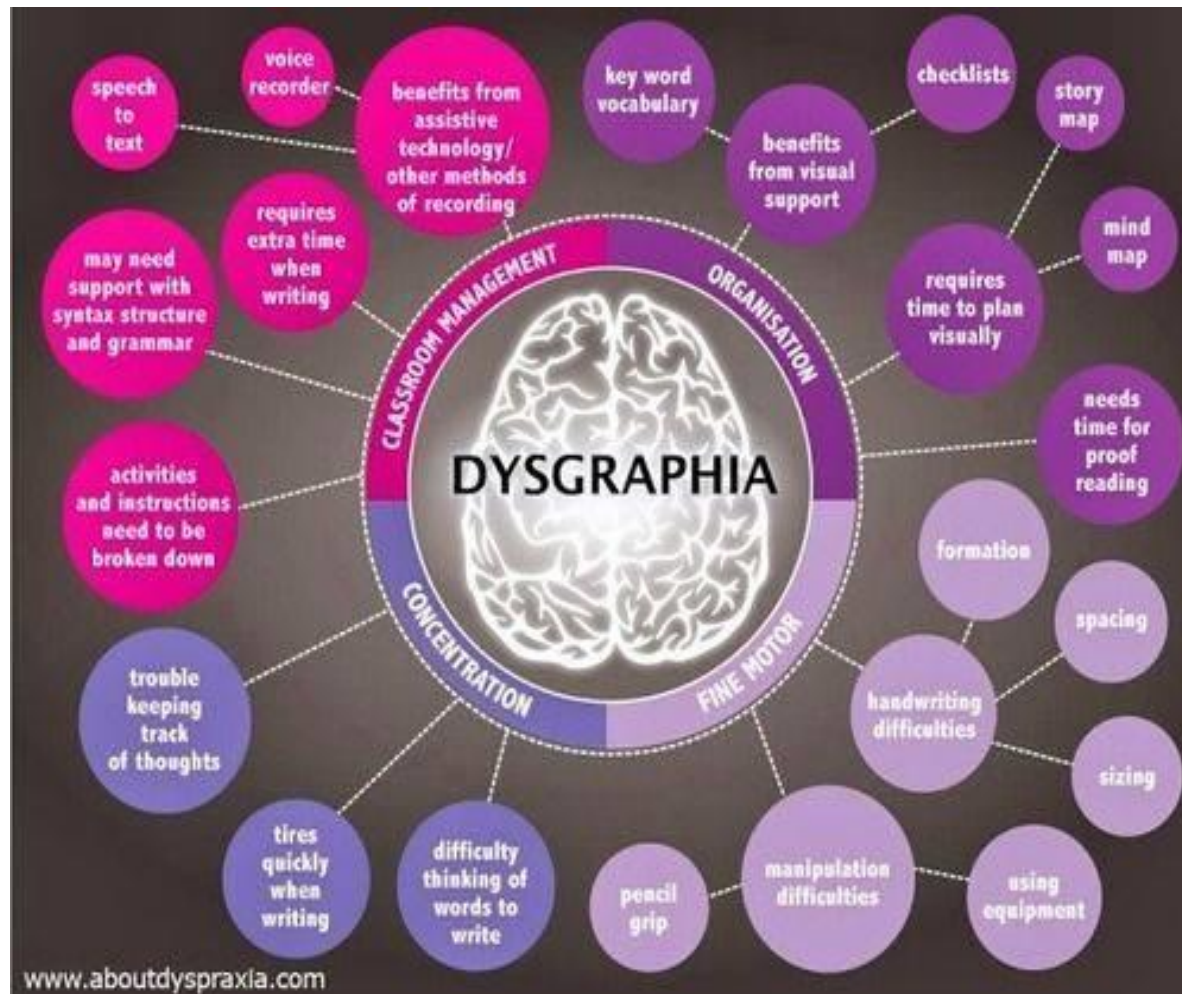 speech
to
text
voice
recorder
benefits from
assistive
technology/
other methods
of recording
requires
extra time
when
writing
may need
support with
syntax structure
and grammar
activities
and instructions
need to be
broken down
CLASSROOM MANAGEMENT
key word
vocabulary
benefits
from visual
support
checklists
story
map
mind
map
requires
time to plan
visually
needs
time for
proof
reading
ORGANISATION
DYSGRAPHIA
CONCENTRATION
trouble
keeping
track
of thoughts
tires
quickly
when
writing
difficulty
thinking of
words to
write
FINE MOTOR
formation
spacing
handwriting
difficulties
sizing
manipulation
difficulties
pencil
grip
using
equipment
www.aboutdyspraxia.com